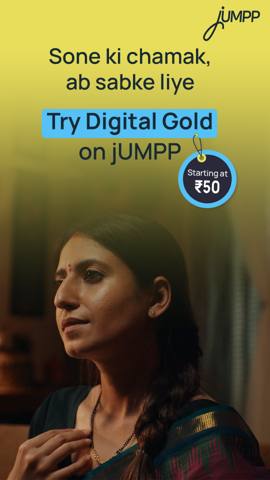 jUMPP
Sone ki chamak,
ab sabke liye
Try Digital Gold
on jUMPP
Starting at
₹50